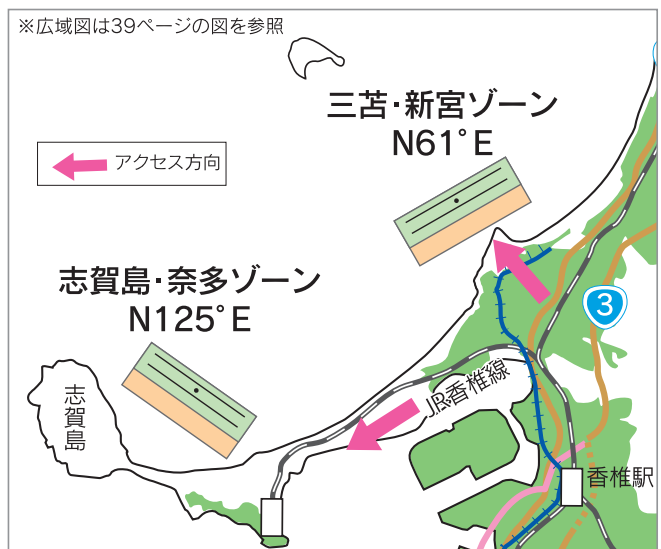 ※広域図は39ページの図を参照
三苫・新宮ゾーン
N61°E
アクセス方向
志賀島・奈多ゾーン
N125°E
3
志賀島
JR香椎線
香椎駅